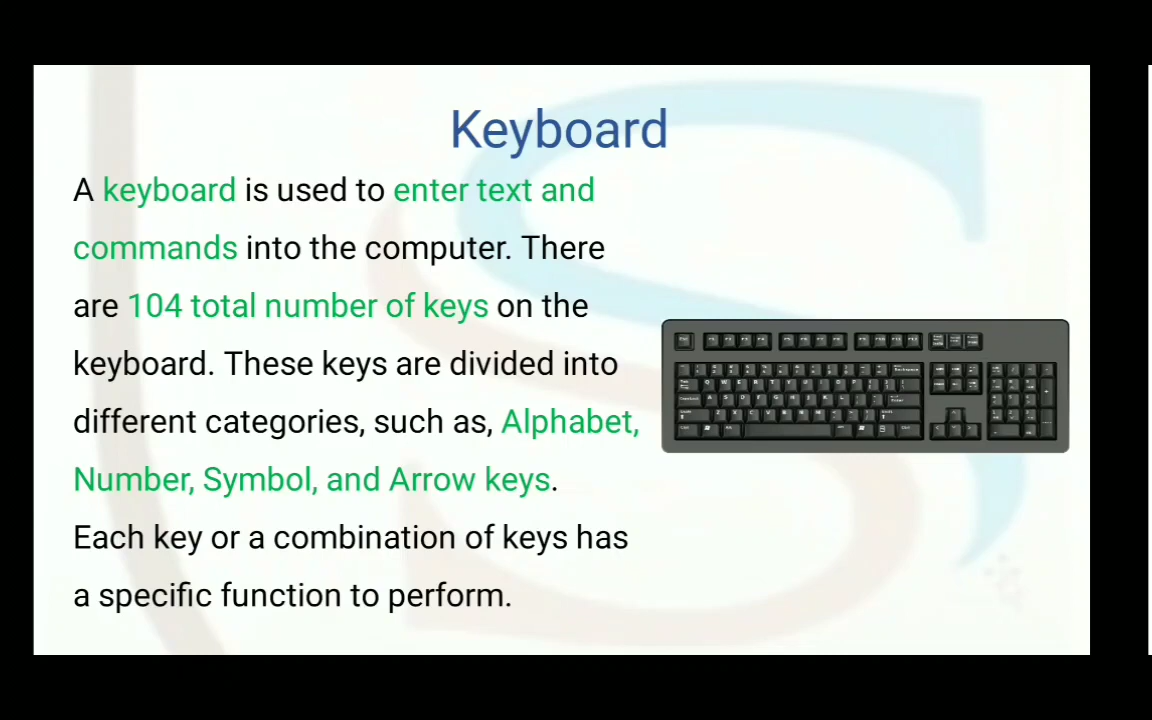 Keyboard
A keyboard is used to enter text and
commands into the computer. There
are 104 total number of keys on the
keyboard. These keys are divided into
different categories, such as, Alphabet,
Number, Symbol, and Arrow keys.
Each key or a combination of keys has
a specific function to perform.